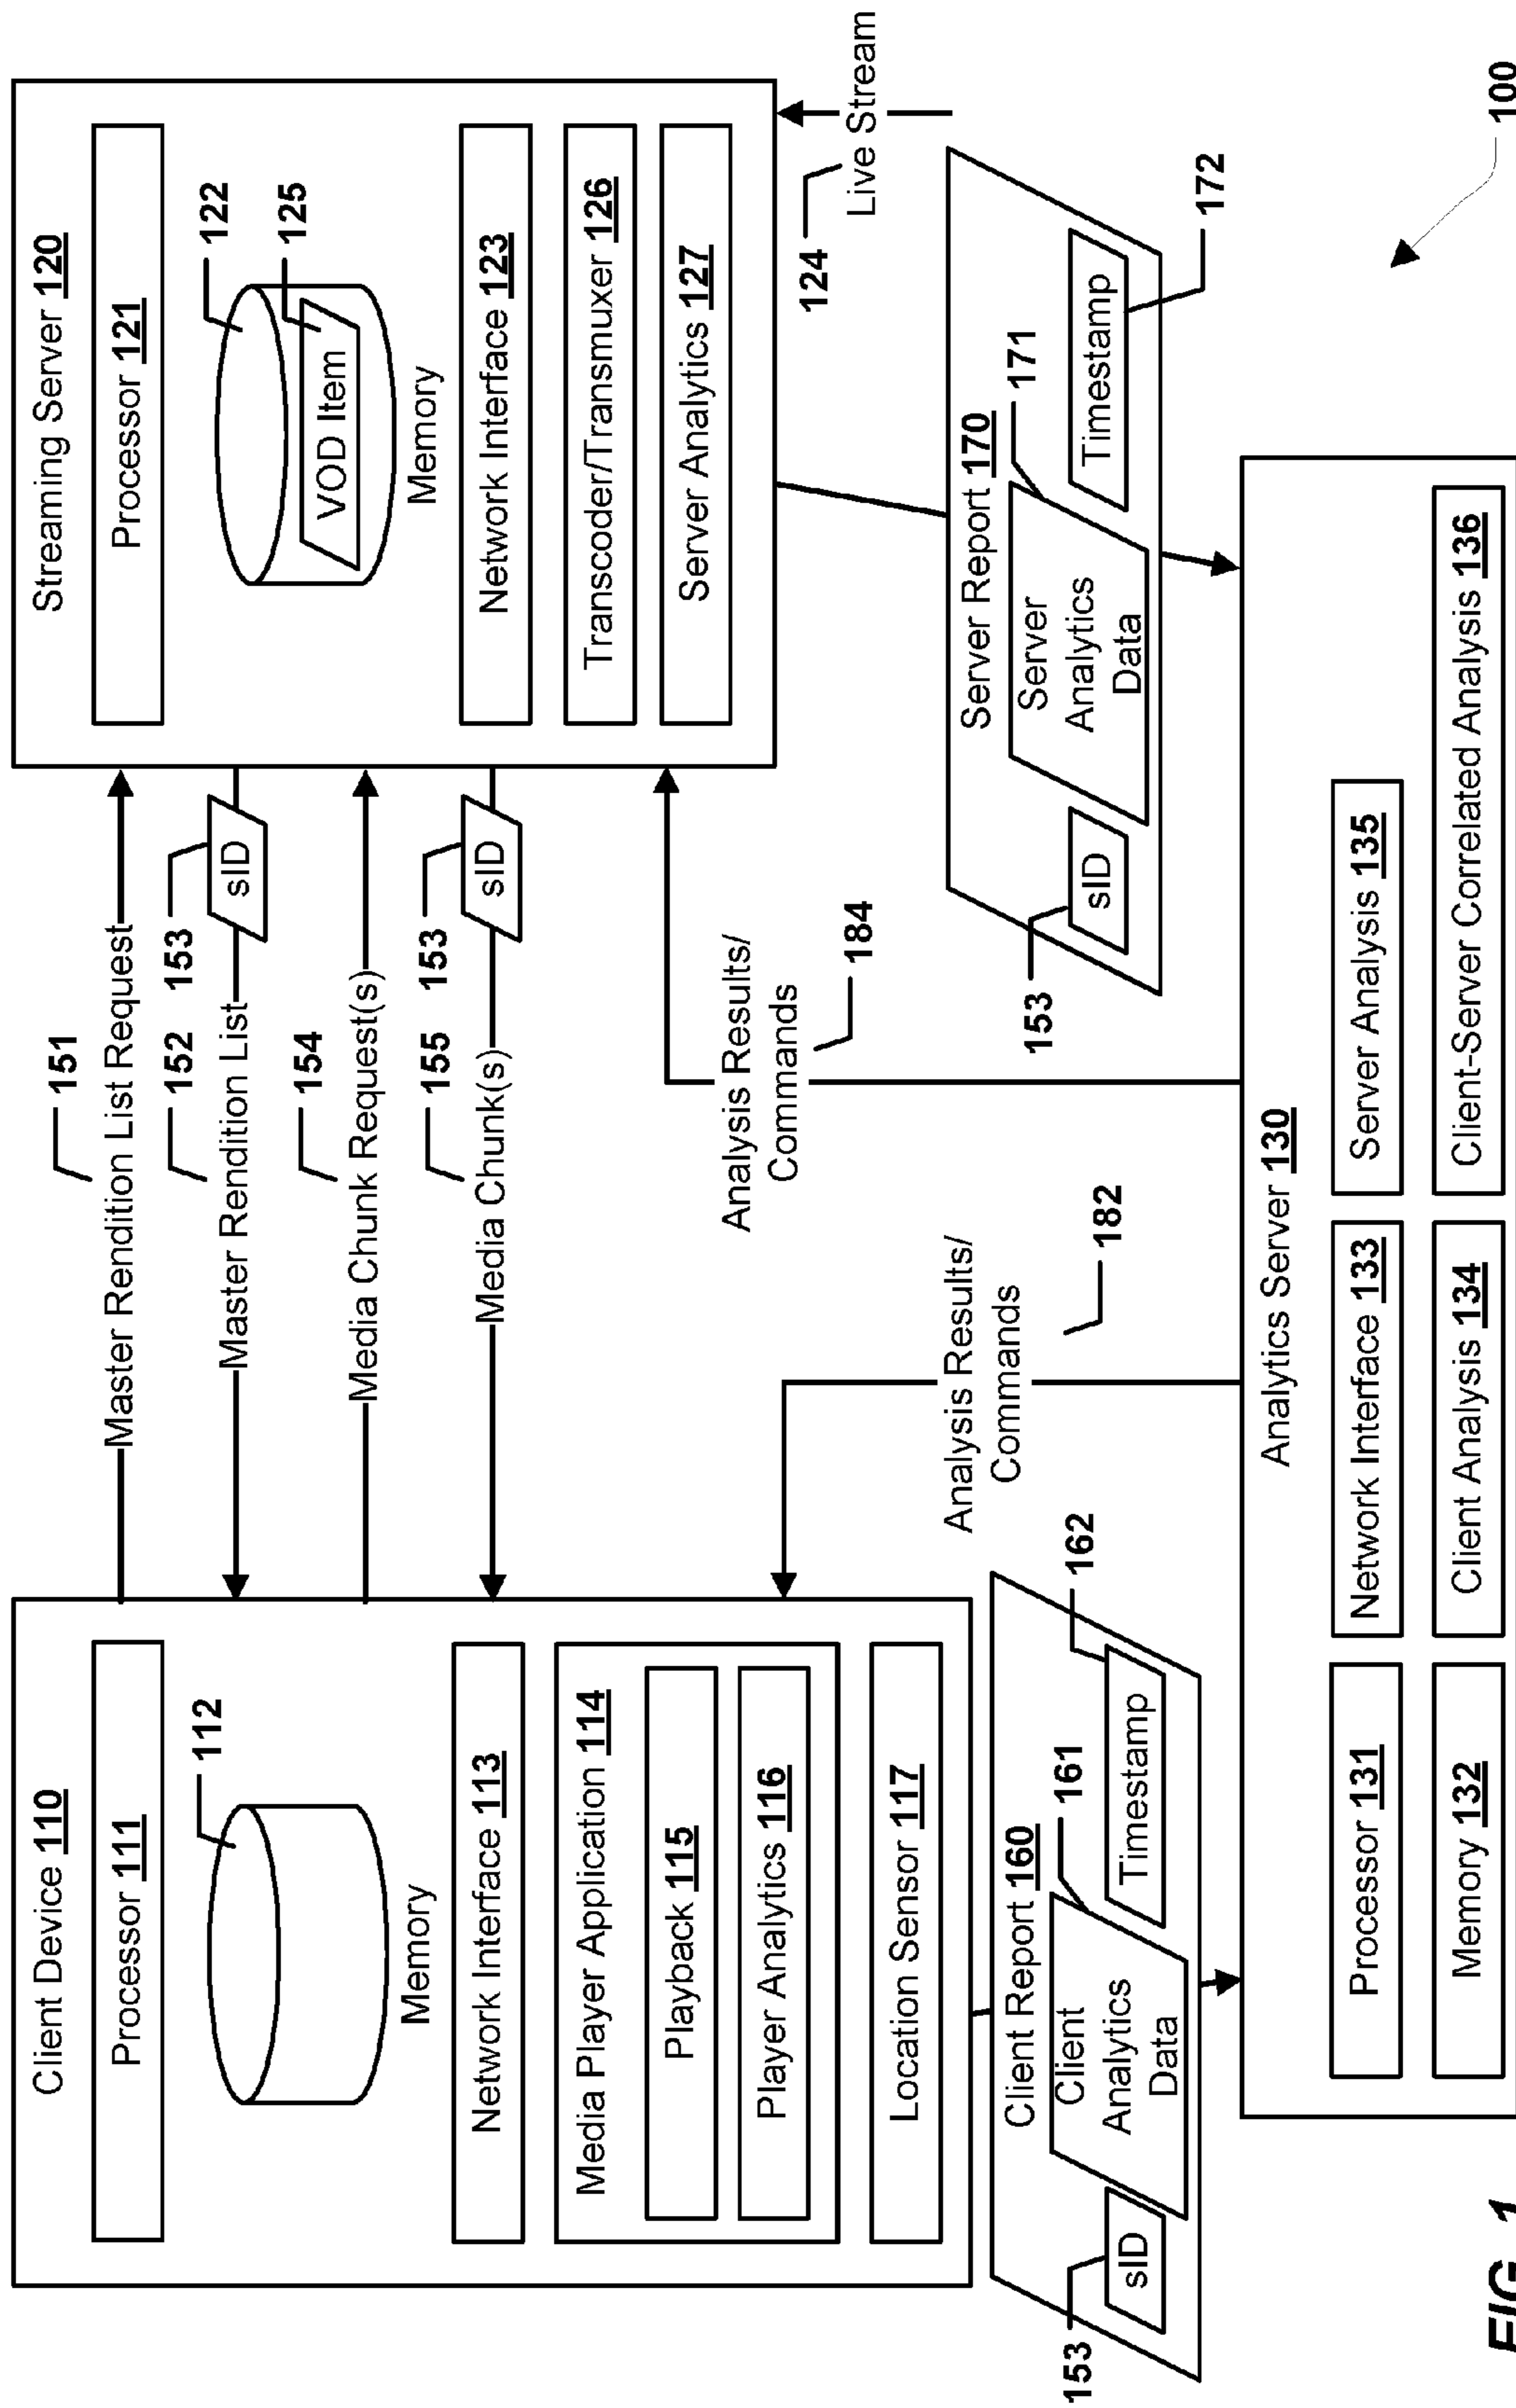 Client Device 110
Processor 111
112
Memory
Network Interface 113
Media Player Application 114
Playback 115
Player Analytics 116
Location Sensor 117
151
Master Rendition List Request
152
153
Master Rendition List
sID
154
Media Chunk Request(s)
155
153
Media Chunk(s)
sID
Streaming Server 120
Processor 121
122
125
VOD Item
Memory
Network Interface 123
Transcoder/Transmuxer 126
Server Analytics 127
124
Live Stream
Analysis Results/
Commands
184
Analysis Results/
Commands
182
Client Report 160
161
162
153
sID
Client
Analytics
Data
Timestamp
Server Report 170
171
172
153
sID
Server
Analytics
Data
Timestamp
Analytics Server 130
Processor 131
Network Interface 133
Server Analysis 135
Memory 132
Client Analysis 134
Client-Server Correlated Analysis 136
100
FIG. 1